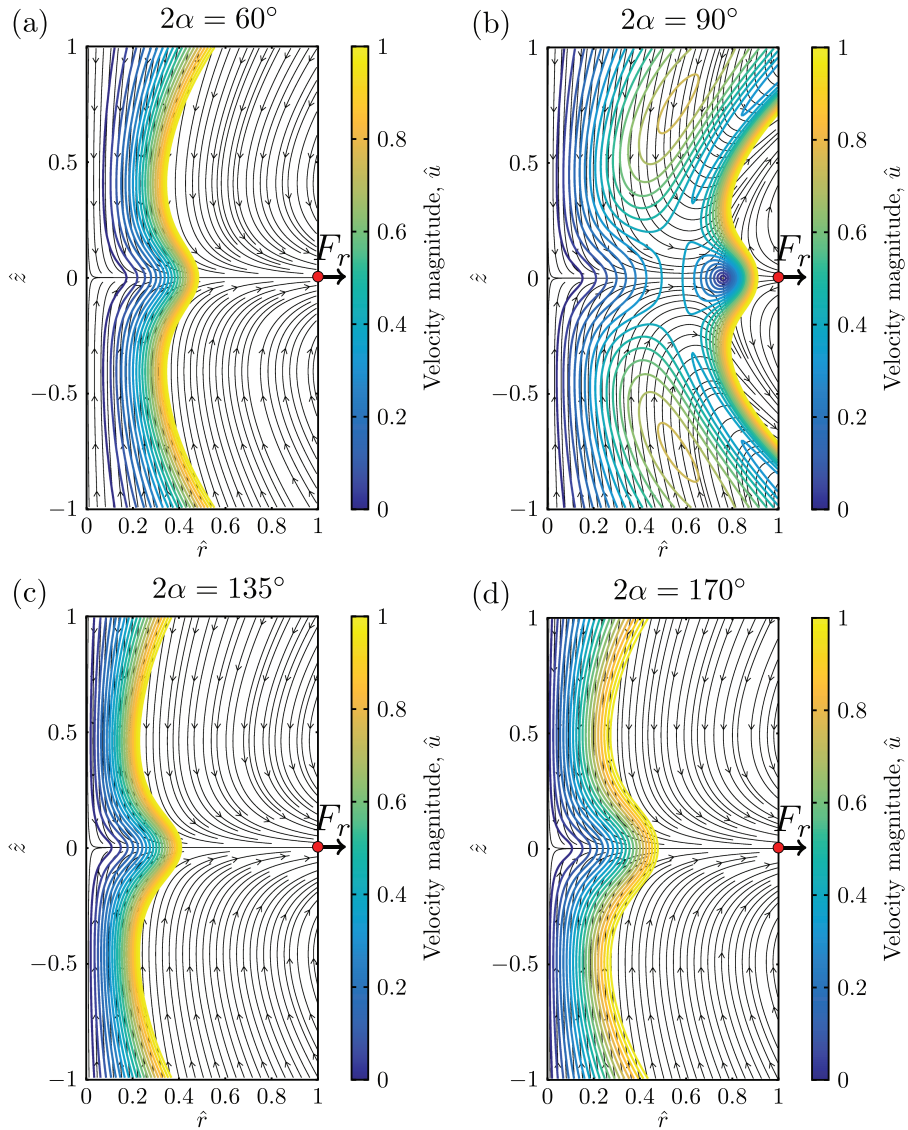 (a) 2α = 60°
1
0.5
0
−0.5
−1
ẑ
0 0.2 0.4 0.6 0.8 1
r̂
F_r
1
0.8
0.6
0.4
0.2
0
Velocity magnitude, û
(b) 2α = 90°
1
0.5
0
−0.5
−1
ẑ
0 0.2 0.4 0.6 0.8 1
r̂
F_r
1
0.8
0.6
0.4
0.2
0
Velocity magnitude, û
(c) 2α = 135°
1
0.5
0
−0.5
−1
ẑ
0 0.2 0.4 0.6 0.8 1
r̂
F_r
1
0.8
0.6
0.4
0.2
0
Velocity magnitude, û
(d) 2α = 170°
1
0.5
0
−0.5
−1
ẑ
0 0.2 0.4 0.6 0.8 1
r̂
F_r
1
0.8
0.6
0.4
0.2
0
Velocity magnitude, û